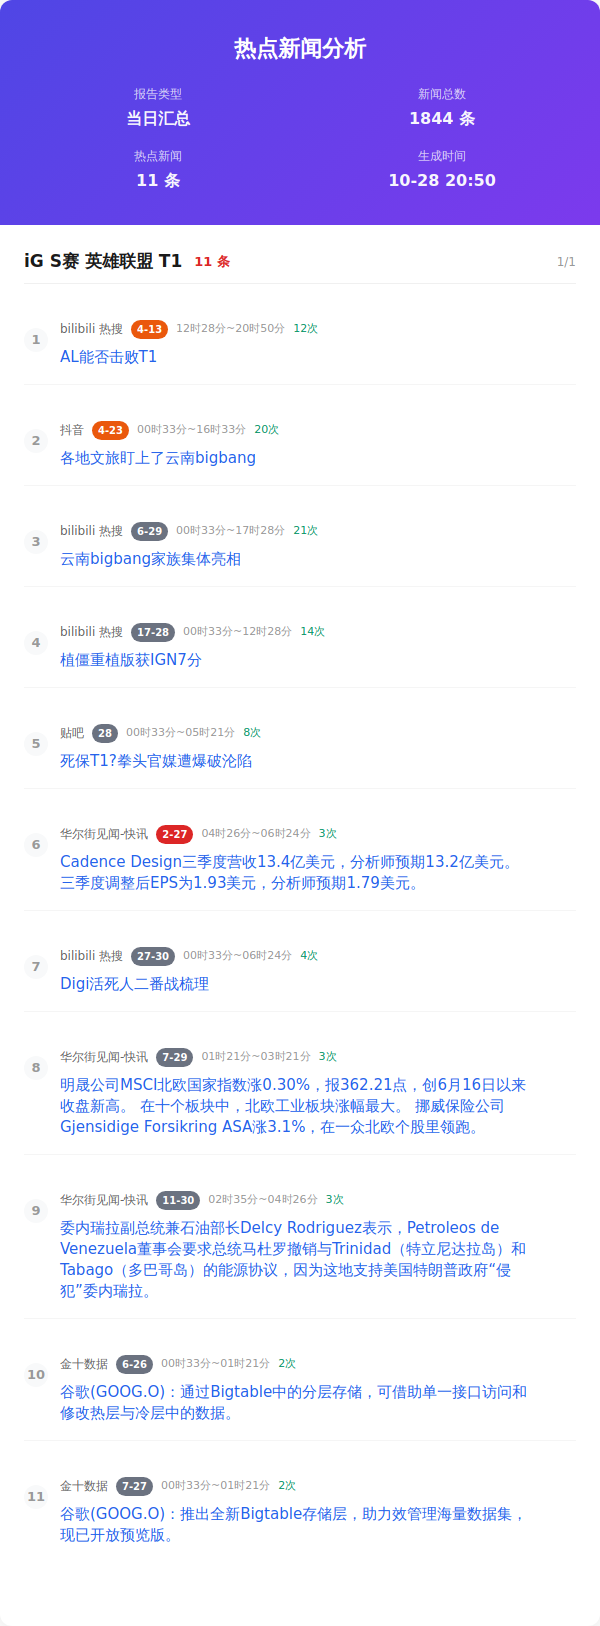 热点新闻分析
报告类型
新闻总数
当日汇总
1844 条
热点新闻
生成时间
11 条
10-28 20:50
iG S赛 英雄联盟 T1 11 条 1/1
1 bilibili 热搜 4-13 12时28分~20时50分 12次
AL能否击败T1
2 抖音 4-23 00时33分~16时33分 20次
各地文旅盯上了云南bigbang
3 bilibili 热搜 6-29 00时33分~17时28分 21次
云南bigbang家族集体亮相
4 bilibili 热搜 17-28 00时33分~12时28分 14次
植僵重植版获IGN7分
5 贴吧 28 00时33分~05时21分 8次
死保T1?拳头官媒遭爆破沦陷
6 华尔街见闻-快讯 2-27 04时26分~06时24分 3次
Cadence Design三季度营收13.4亿美元，分析师预期13.2亿美元。
三季度调整后EPS为1.93美元，分析师预期1.79美元。
7 bilibili 热搜 27-30 00时33分~06时24分 4次
Digi活死人二番战梳理
8 华尔街见闻-快讯 7-29 01时21分~03时21分 3次
明晟公司MSCI北欧国家指数涨0.30%，报362.21点，创6月16日以来
收盘新高。 在十个板块中，北欧工业板块涨幅最大。 挪威保险公司
Gjensidige Forsikring ASA涨3.1%，在一众北欧个股里领跑。
9 华尔街见闻-快讯 11-30 02时35分~04时26分 3次
委内瑞拉副总统兼石油部长Delcy Rodriguez表示，Petroleos de
Venezuela董事会要求总统马杜罗撤销与Trinidad（特立尼达拉岛）和
Tabago（多巴哥岛）的能源协议，因为这地支持美国特朗普政府“侵
犯”委内瑞拉。
10 金十数据 6-26 00时33分~01时21分 2次
谷歌(GOOG.O)：通过Bigtable中的分层存储，可借助单一接口访问和
修改热层与冷层中的数据。
11 金十数据 7-27 00时33分~01时21分 2次
谷歌(GOOG.O)：推出全新Bigtable存储层，助力效管理海量数据集，
现已开放预览版。